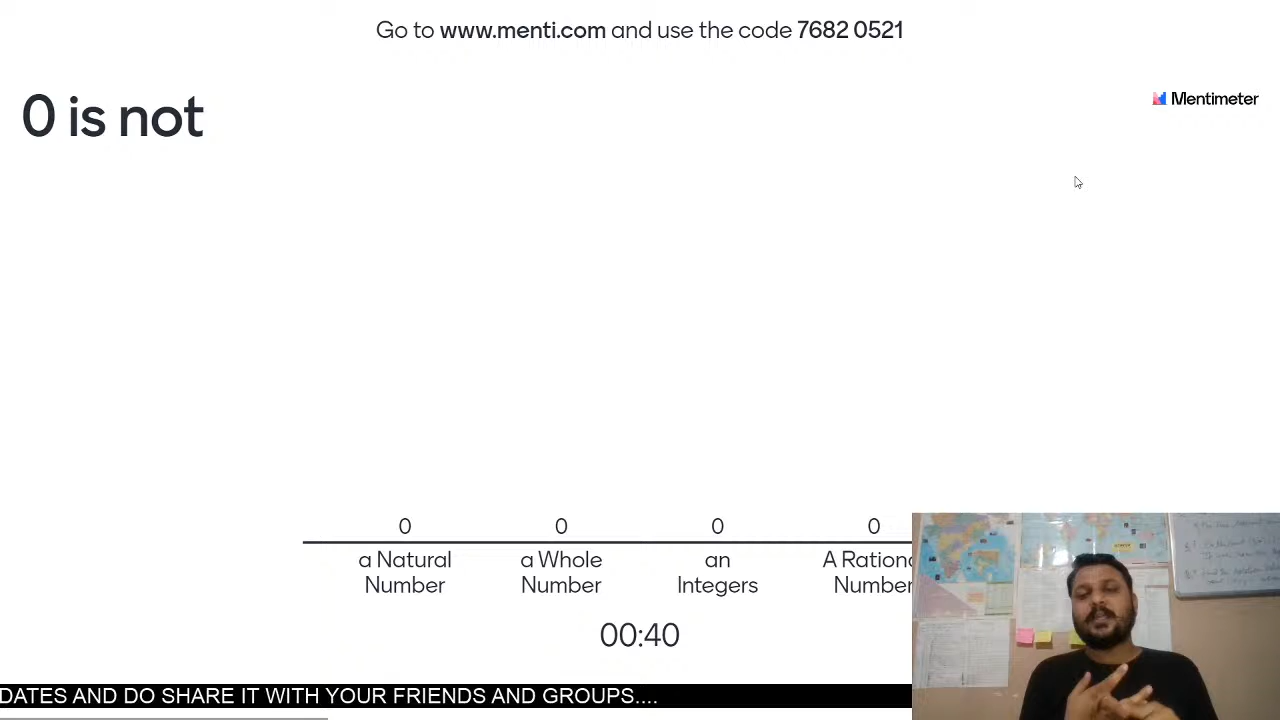 Go to www.menti.com and use the code 7682 0521
0 is not
Mentimeter
0 0 0 0
a Natural Number
a Whole Number
an Integers
A Rationa Number
00:40
DATES AND DO SHARE IT WITH YOUR FRIENDS AND GROUPS....